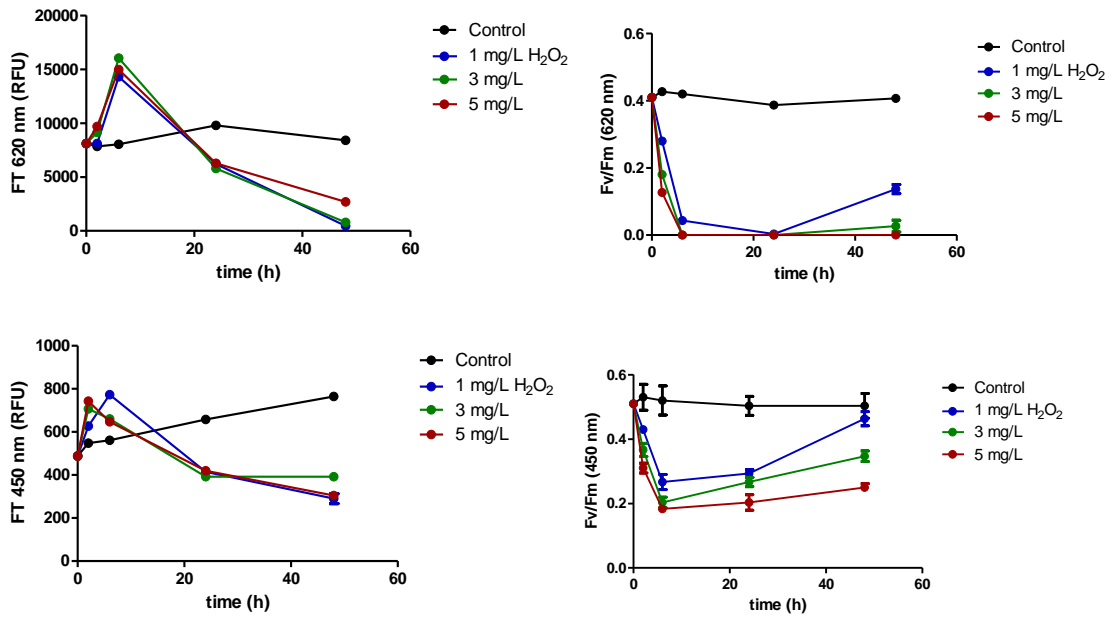 FT 620 nm (RFU)
20000
15000
10000
5000
0
0 20 40 60
time (h)
Control
1 mg/L H₂O₂
3 mg/L
5 mg/L
Fv/Fm (620 nm)
0.6
0.4
0.2
0.0
0 20 40 60
time (h)
Control
1 mg/L H₂O₂
3 mg/L
5 mg/L
FT 450 nm (RFU)
1000
800
600
400
200
0
0 20 40 60
time (h)
Control
1 mg/L H₂O₂
3 mg/L
5 mg/L
Fv/Fm (450 nm)
0.6
0.4
0.2
0.0
0 20 40 60
time (h)
Control
1 mg/L H₂O₂
3 mg/L
5 mg/L